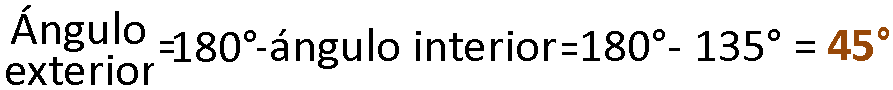 Ángulo exterior=180°-ángulo interior=180°- 135° = 45°